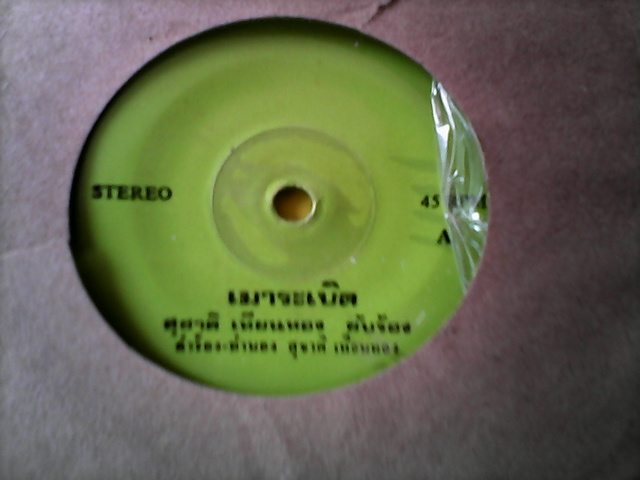 STEREO
45 RPM
A
เมาระเบิด
สุชาติ เทียนทอง ขับร้อง
คำร้อง-ทำนอง สุชาติ เทียนทอง